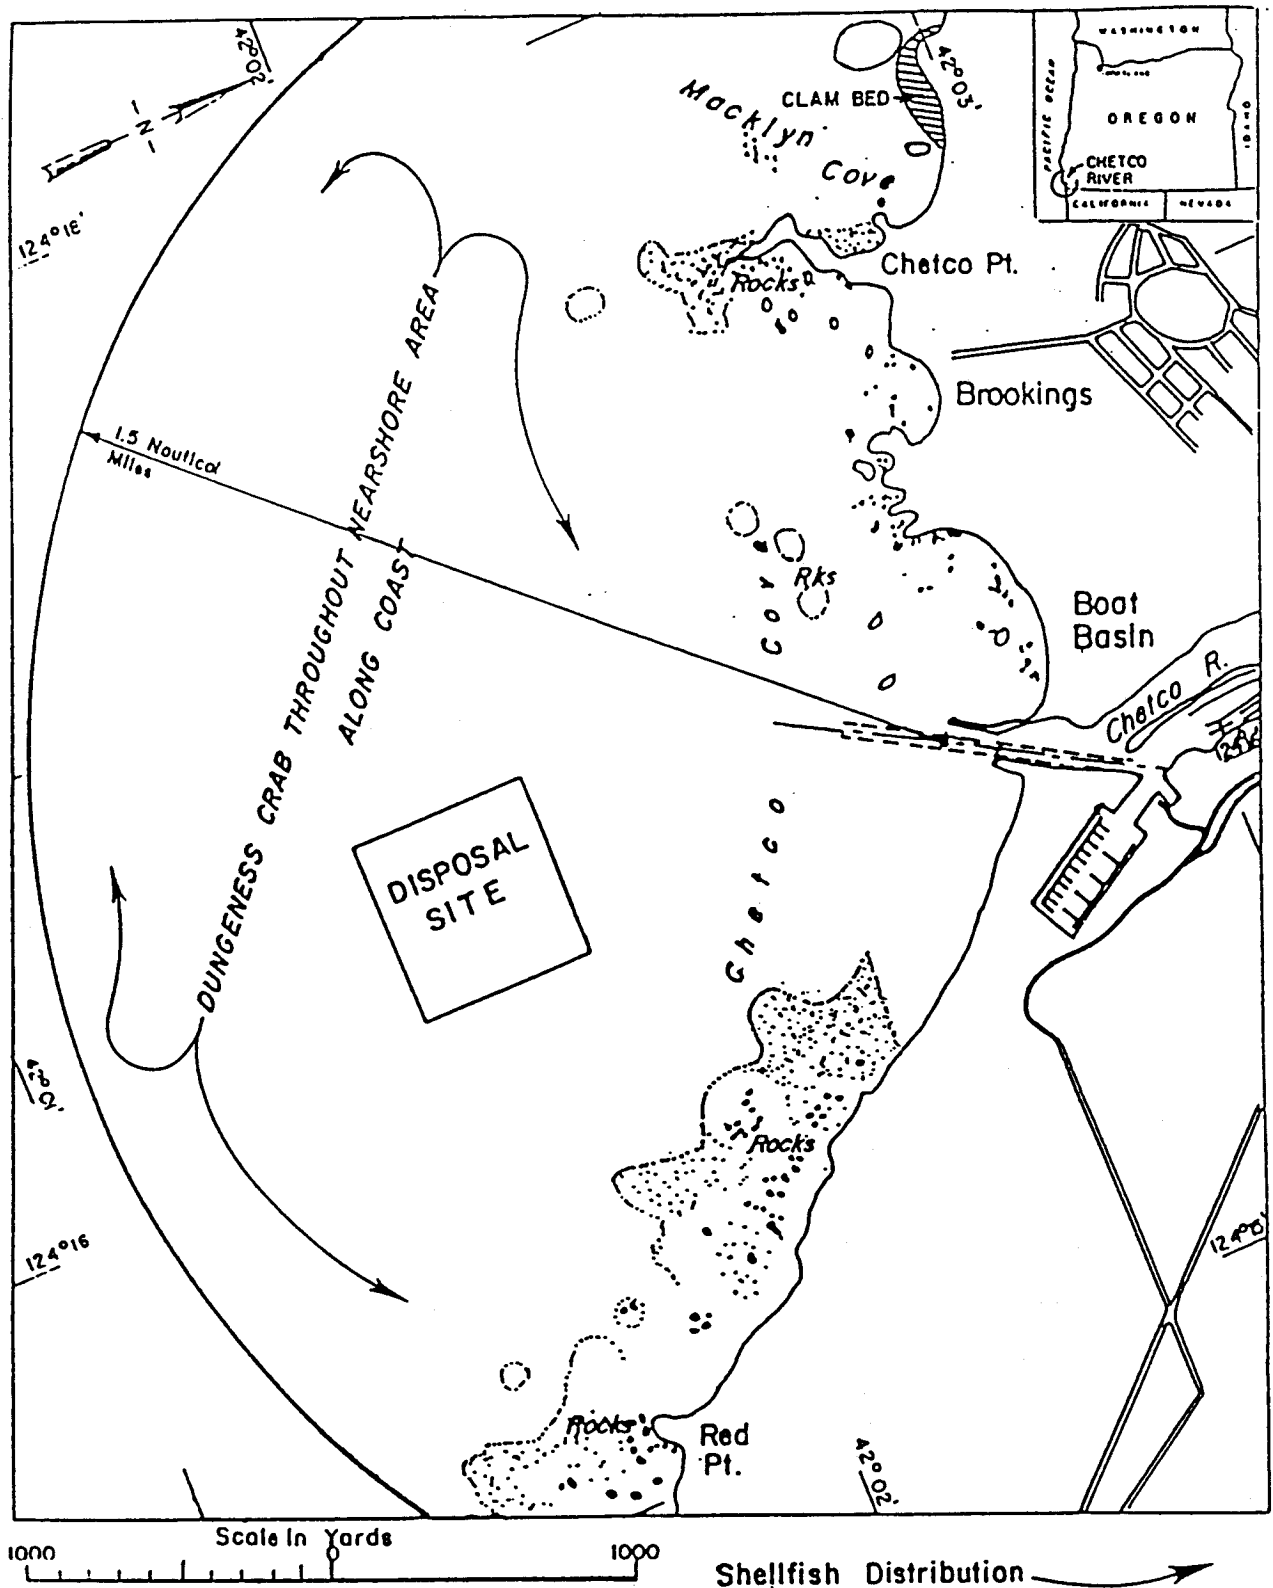 42°02'
42°03'
WASHINGTON
PACIFIC OCEAN
OREGON
IDAHO
CHETCO
RIVER
CALIFORNIA
NEVADA
N
124°18'
Macklyn
Cove
CLAM BED
Chetco Pt.
Rocks
Brookings
1.5 Nautical
Miles
DUNGENESS CRAB THROUGHOUT NEARSHORE AREA
ALONG COAST
Rks
Chetco Cove
Boat
Basin
Chetco R.
DISPOSAL
SITE
Rocks
124°16
Rocks
Red
Pt.
42°02'
Scale In Yards
1000
0
1000
Shellfish Distribution